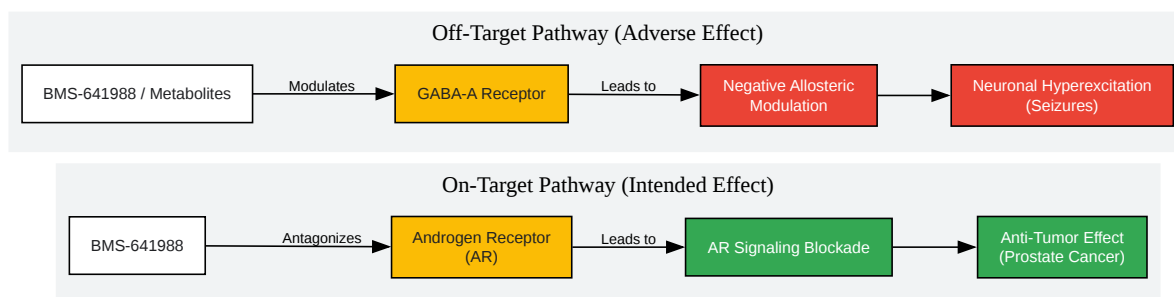 Off-Target Pathway (Adverse Effect)
BMS-641988 / Metabolites
Modulates
GABA-A Receptor
Leads to
Negative Allosteric
Modulation
Neuronal Hyperexcitation
(Seizures)
On-Target Pathway (Intended Effect)
BMS-641988
Antagonizes
Androgen Receptor
(AR)
Leads to
AR Signaling Blockade
Anti-Tumor Effect
(Prostate Cancer)